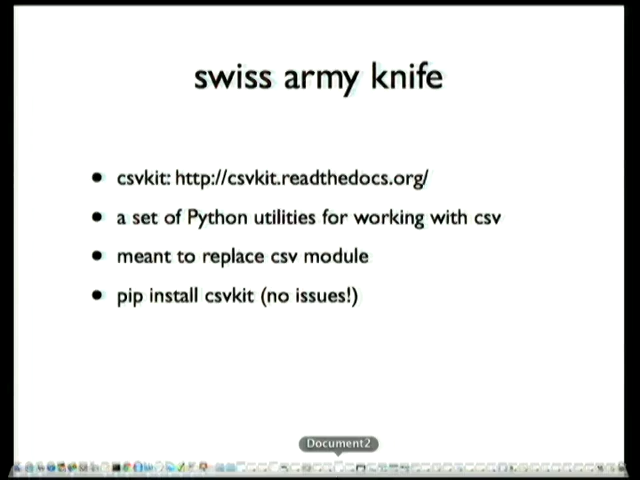 swiss army knife
• csvkit: http://csvkit.readthedocs.org/
• a set of Python utilities for working with csv
• meant to replace csv module
• pip install csvkit (no issues!)
Document2